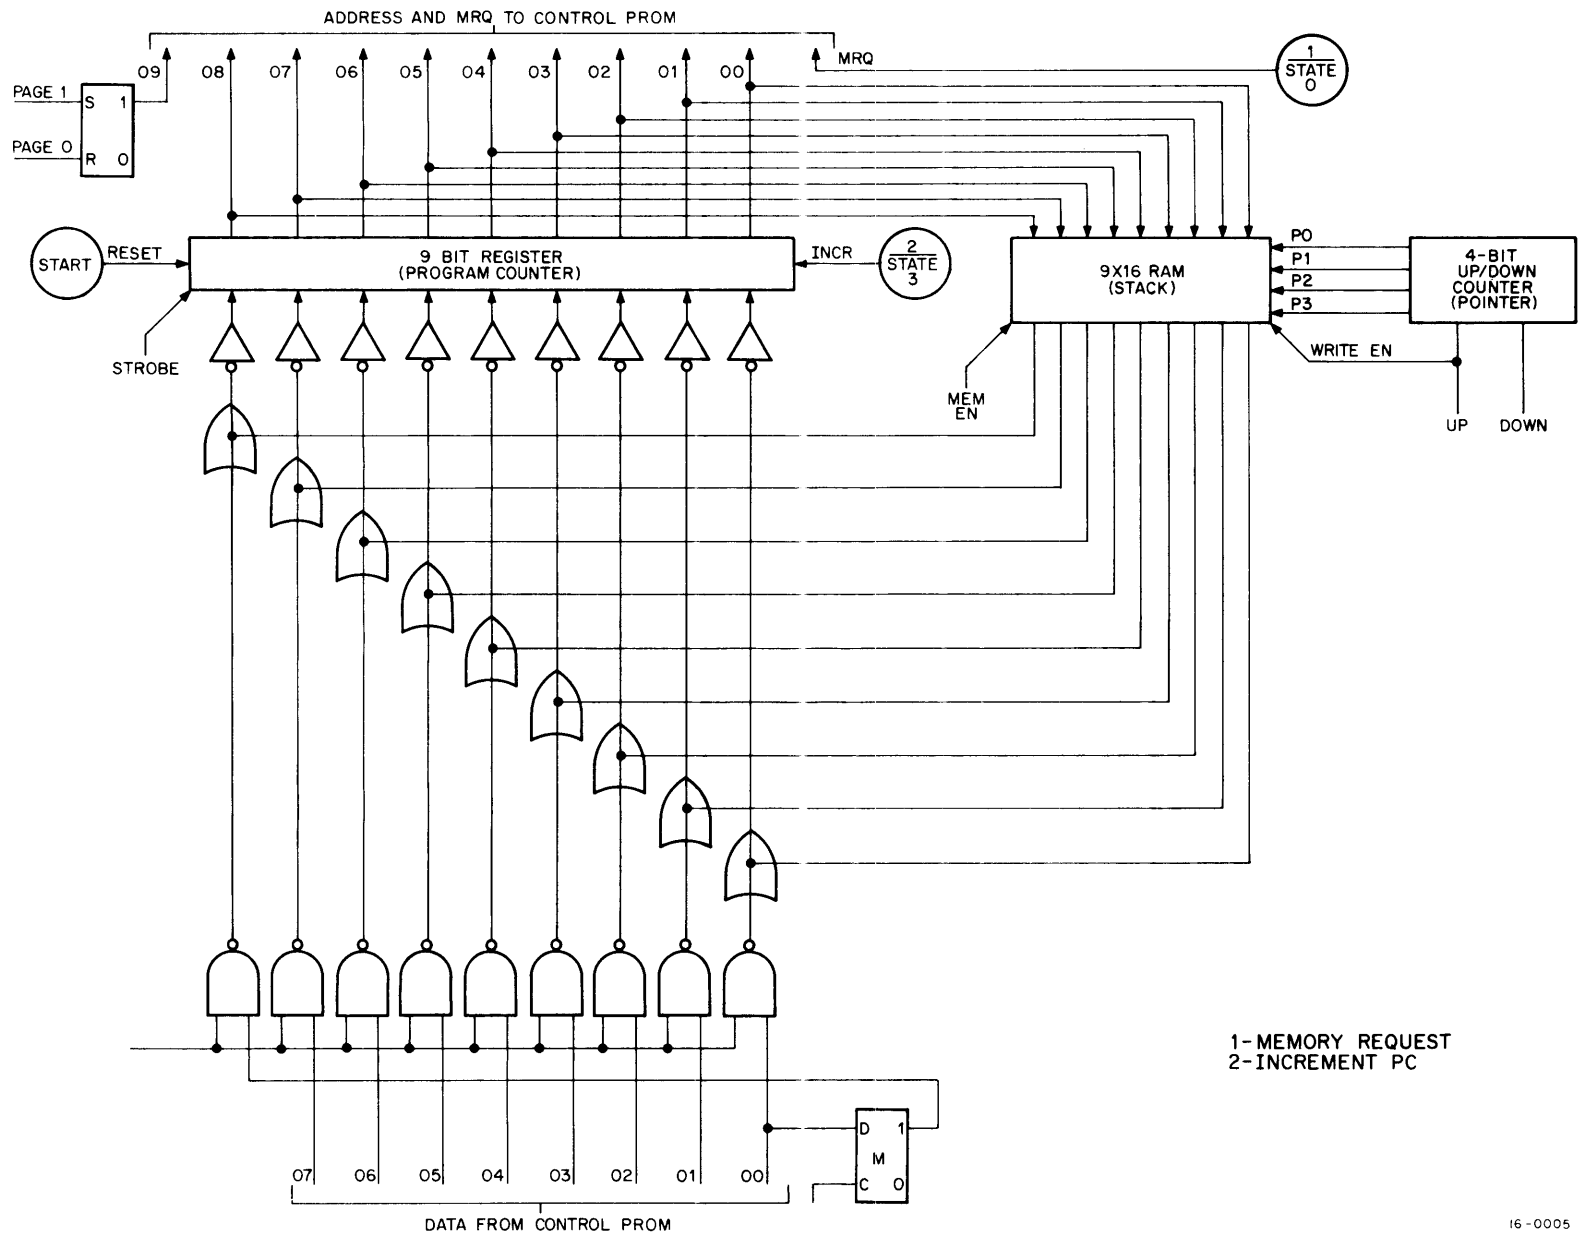 ADDRESS AND MRQ TO CONTROL PROM
09 08 07 06 05 04 03 02 01 00 MRQ
1
STATE
0
PAGE 1
S 1
PAGE 0
R 0
START
RESET
9 BIT REGISTER
(PROGRAM COUNTER)
INCR
2
STATE
3
STROBE
9X16 RAM
(STACK)
P0
P1
P2
P3
4-BIT
UP/DOWN
COUNTER
(POINTER)
MEM
EN
WRITE EN
UP DOWN
1-MEMORY REQUEST
2-INCREMENT PC
D 1
M
C 0
07 06 05 04 03 02 01 00
DATA FROM CONTROL PROM
16-0005